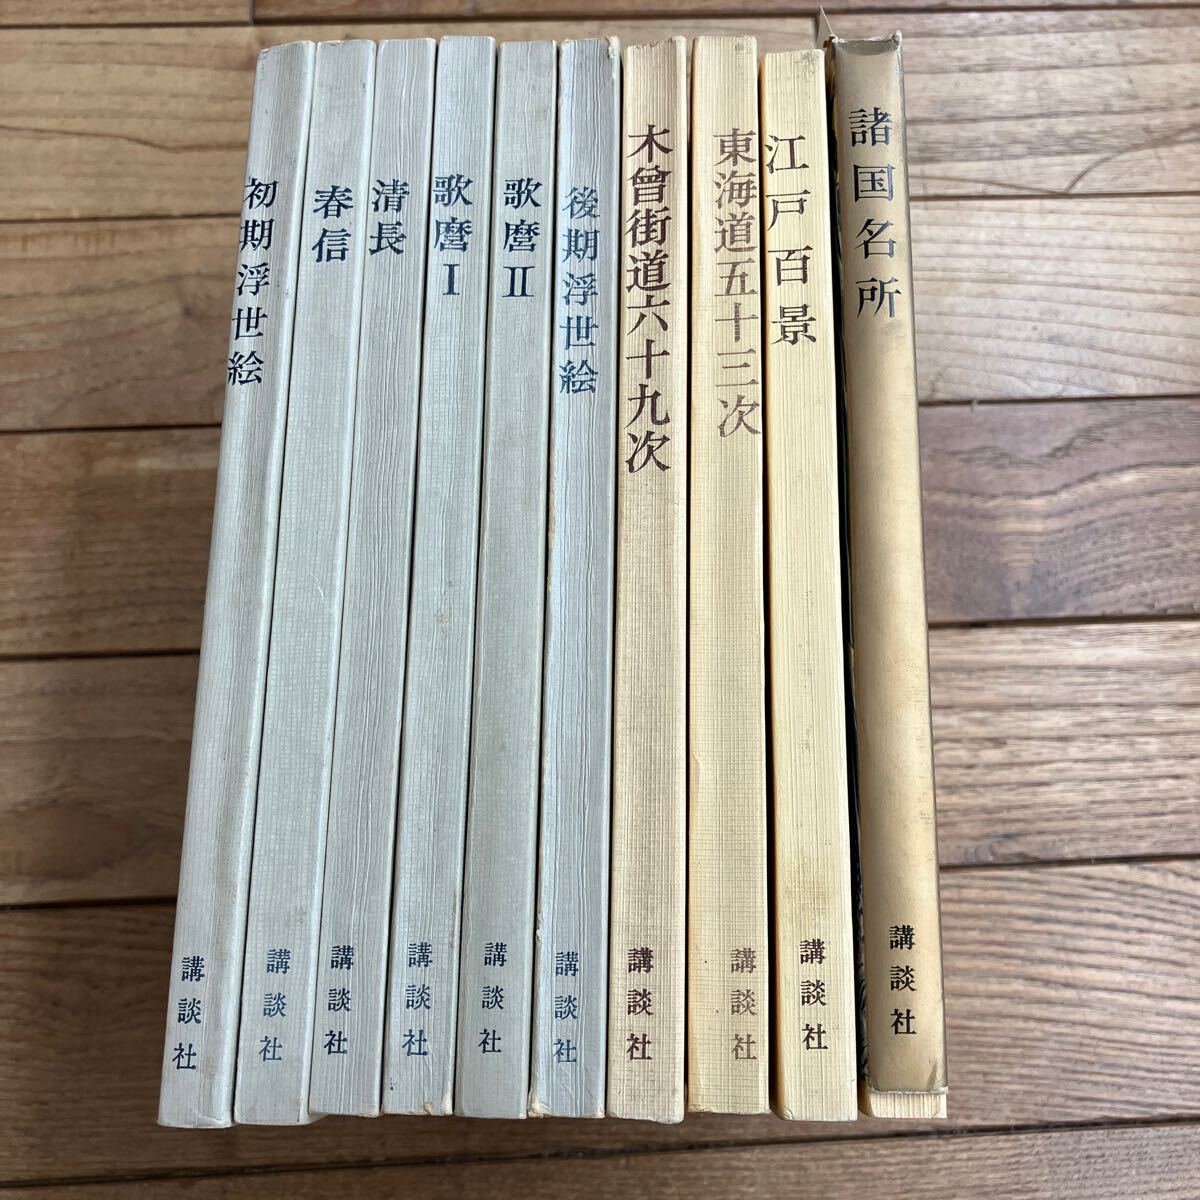 初期浮世絵
講談社
春信
講談社
清長
講談社
歌麿Ⅰ
講談社
歌麿Ⅱ
講談社
後期浮世絵
講談社
木曾街道六十九次
講談社
東海道五十三次
講談社
江戸百景
講談社
諸国名所
講談社